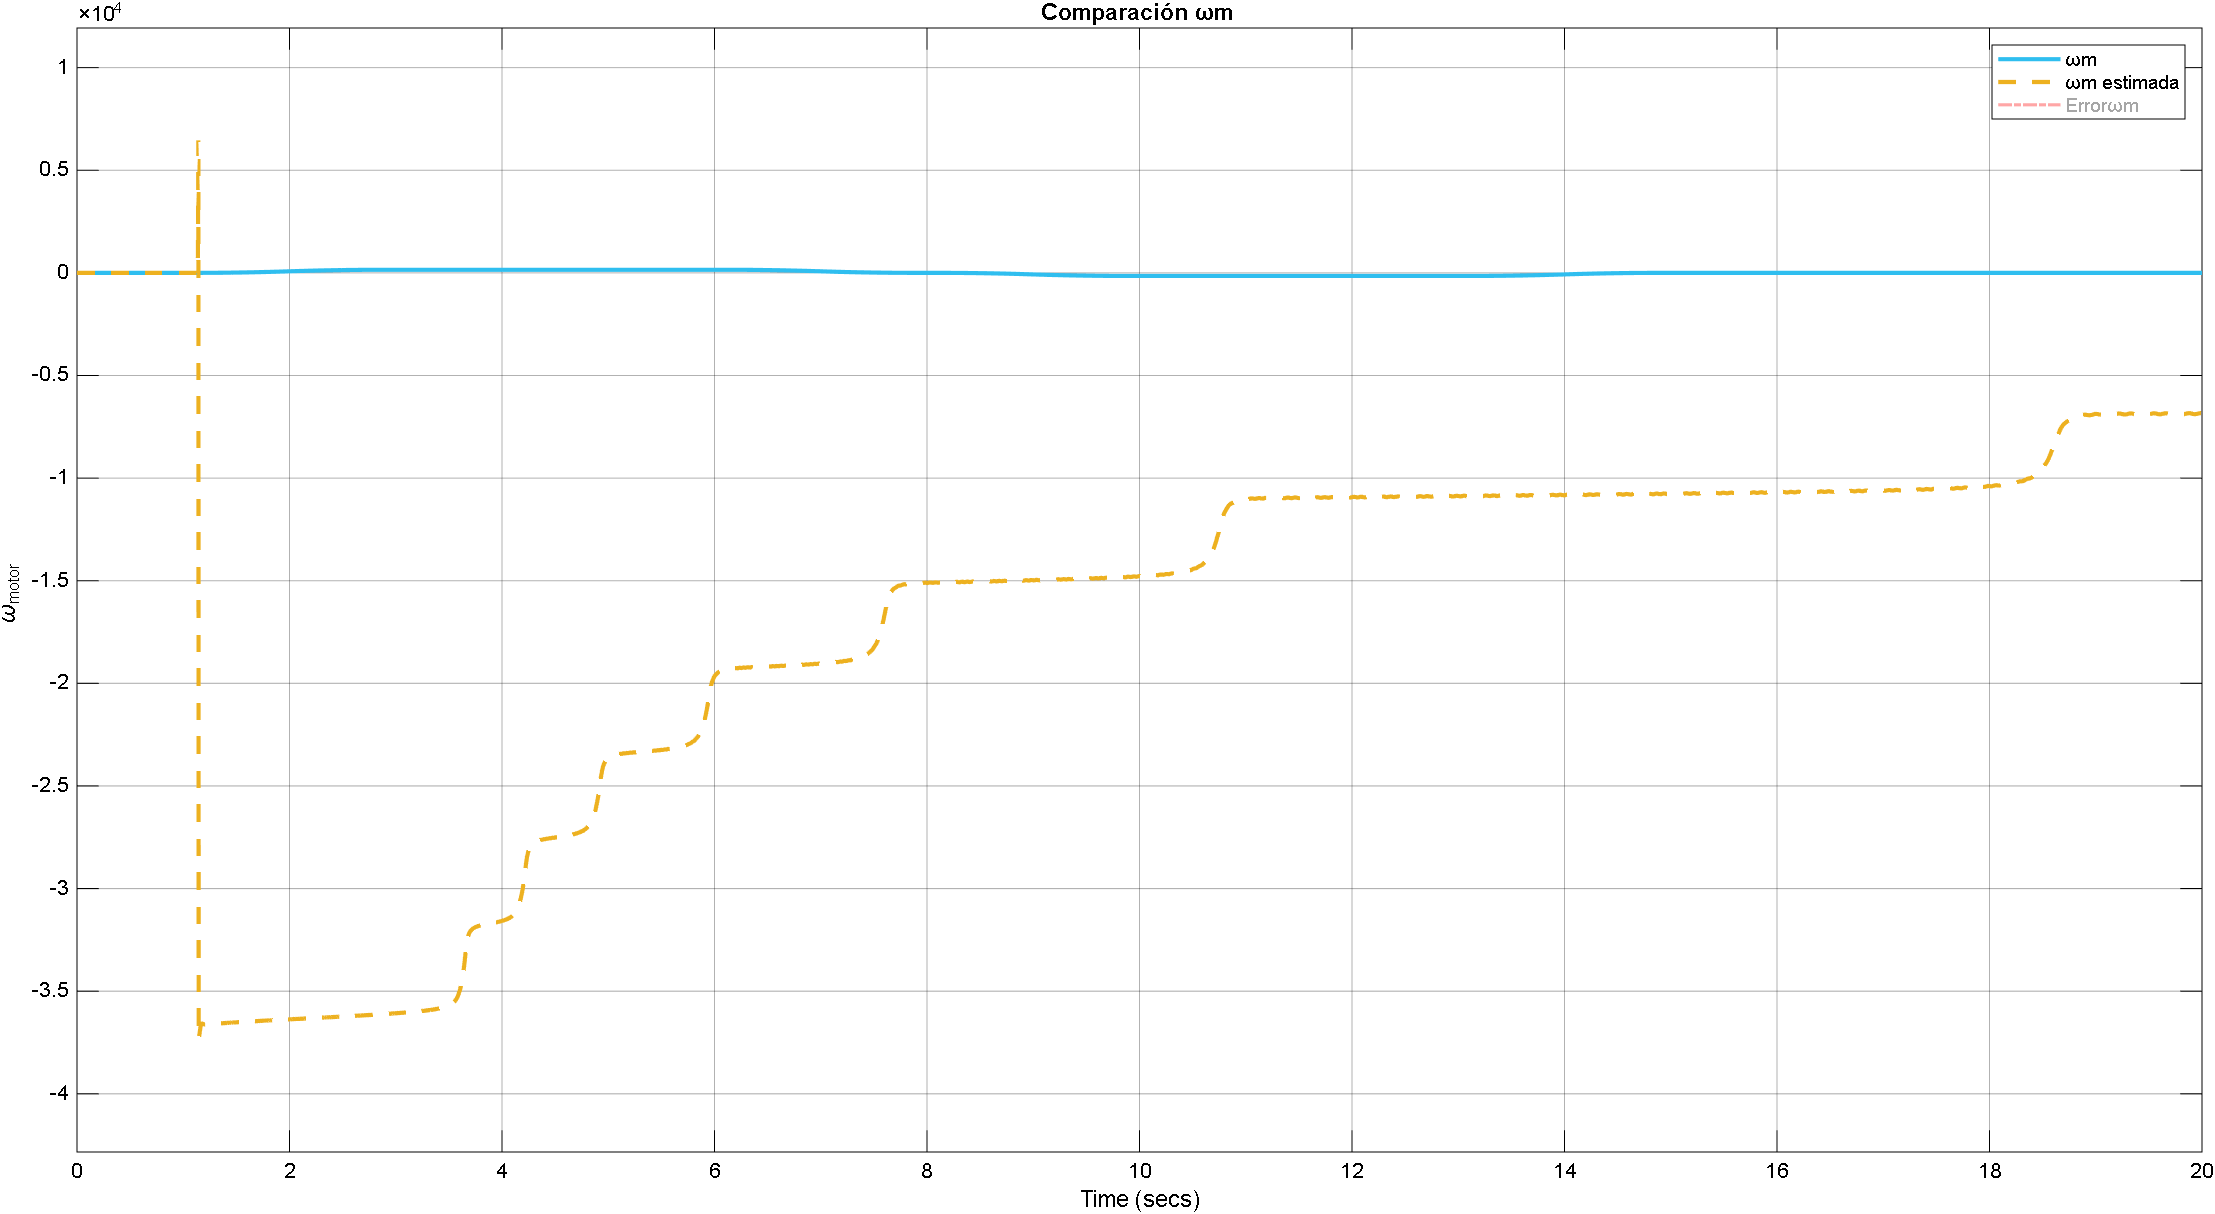 Comparación ωm
×10⁴
1
0.5
0
-0.5
-1
-1.5
-2
-2.5
-3
-3.5
-4
ωmotor
0 2 4 6 8 10 12 14 16 18 20
Time (secs)
ωm
ωm estimada
Errorωm